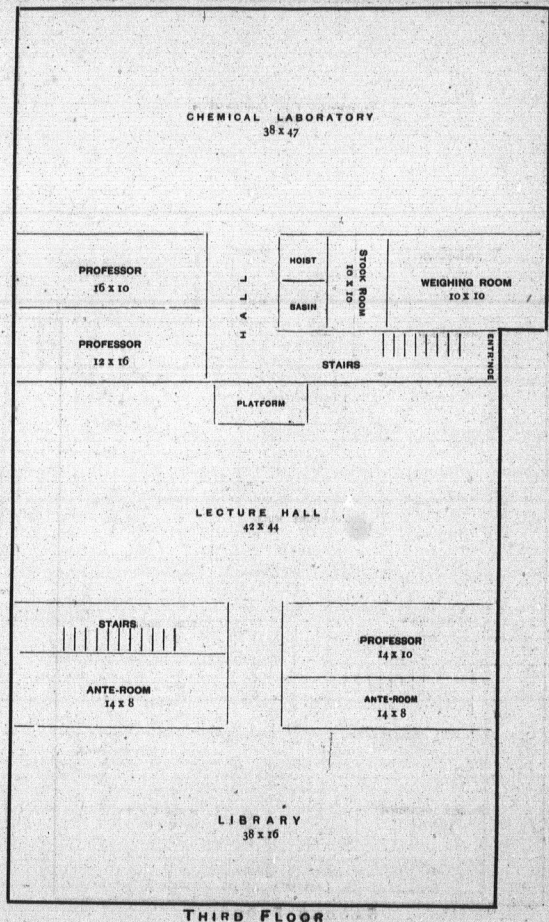 CHEMICAL LABORATORY
38 x 47
PROFESSOR
16 x 10
HALL
HOIST
BASIN
STOCK ROOM
10 x 10
WEIGHING ROOM
10 x 10
PROFESSOR
12 x 16
STAIRS
ENTR'NCE
PLATFORM
LECTURE HALL
42 x 44
STAIRS
PROFESSOR
14 x 10
ANTE-ROOM
14 x 8
ANTE-ROOM
14 x 8
LIBRARY
38 x 16
THIRD FLOOR